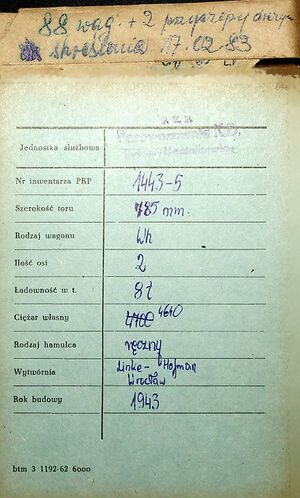 88 wag. + 2 przyczepy
skreślenia 17.02-83
P K P
Jednostka służbowa
Nr inwentarza PKP 1443-5
Szerokość toru 785 mm.
Rodzaj wagonu Wh
Ilość osi 2
Ładowność w t. 8t
Ciężar własny 4700 4640
Rodzaj hamulca ręczny
Wytwórnia Linke-Hofman
Wrocław
Rok budowy 1943
btm 3 1192-62 6000